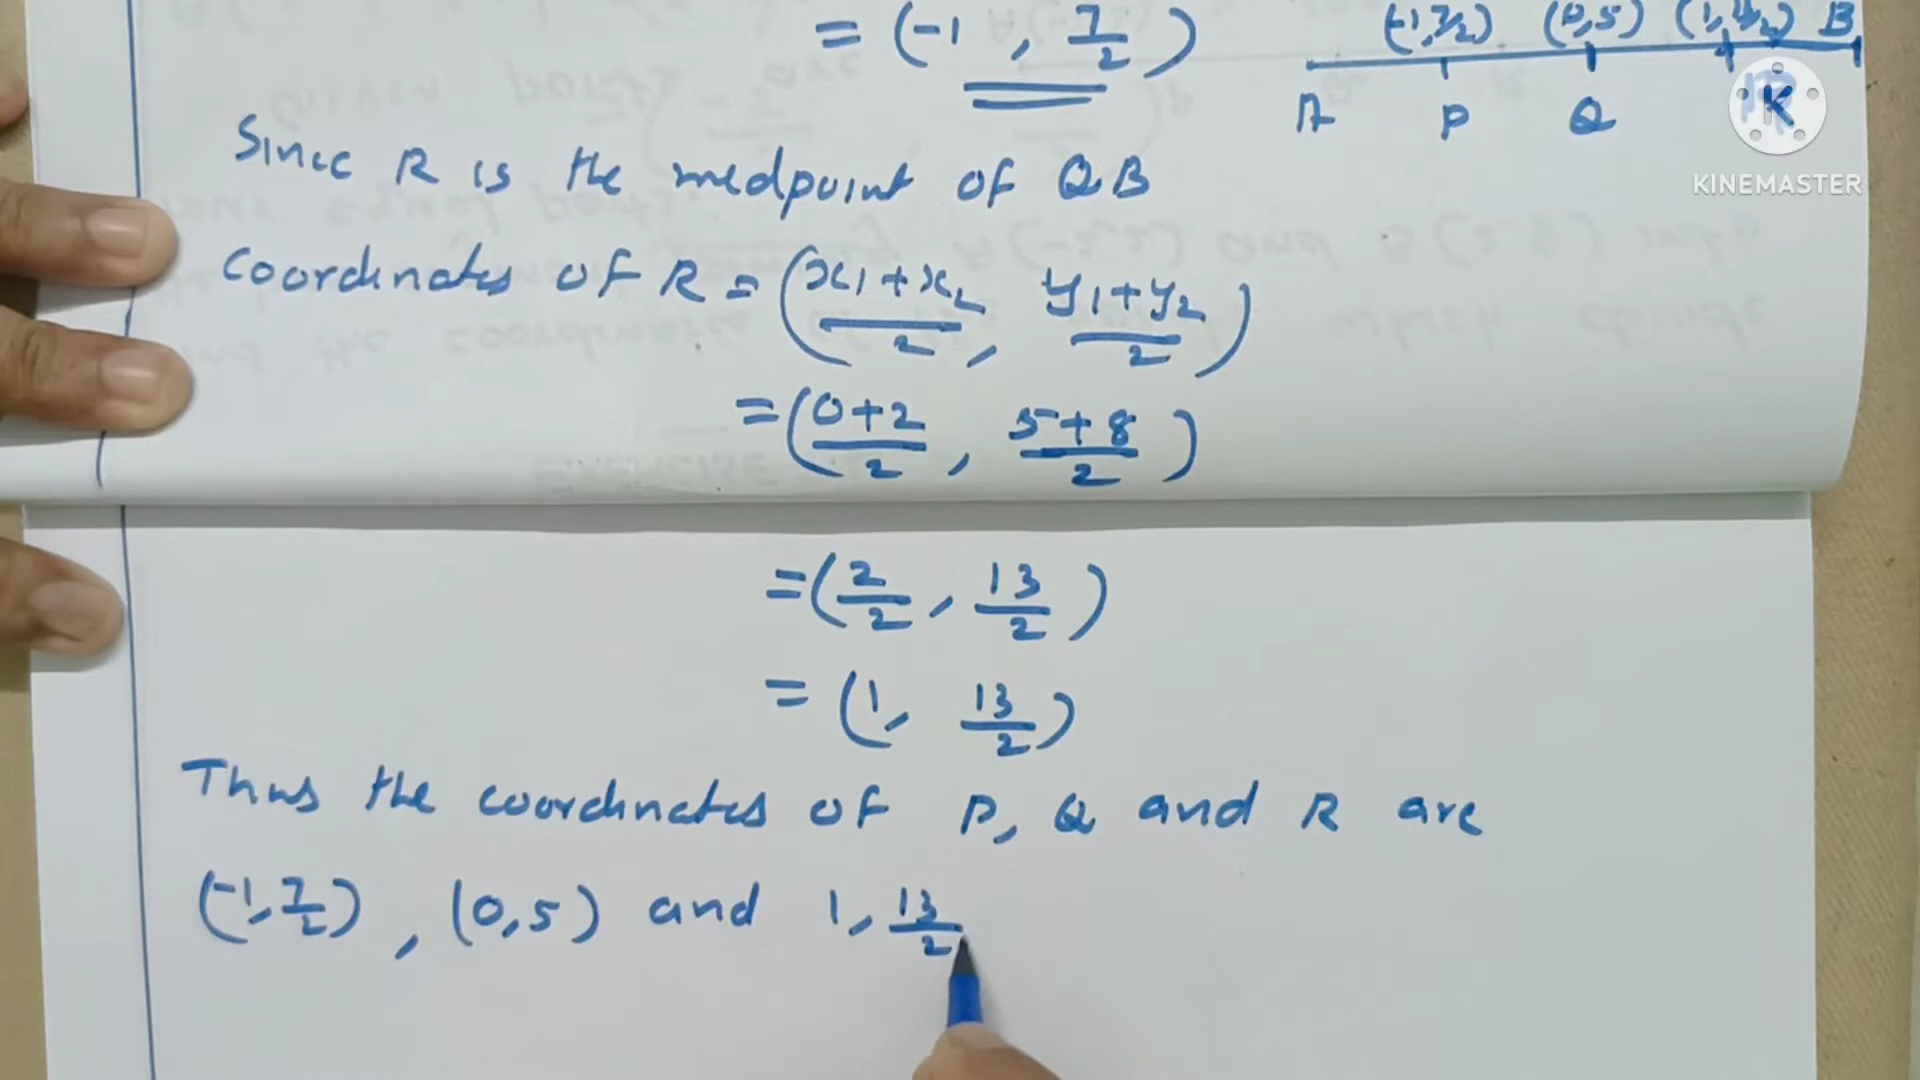 = (-1, 7/2)
(-1, 7/2) (0,5) (1, 13/2) B
A P Q R
K
KINEMASTER
Since R is the midpoint of QB
Coordinates of R = (x1+x2/2, y1+y2/2)
= (0+2/2, 5+8/2)
= (2/2, 13/2)
= (1, 13/2)
Thus the coordinates of P, Q and R are
(-1, 7/2), (0,5) and 1, 13/2